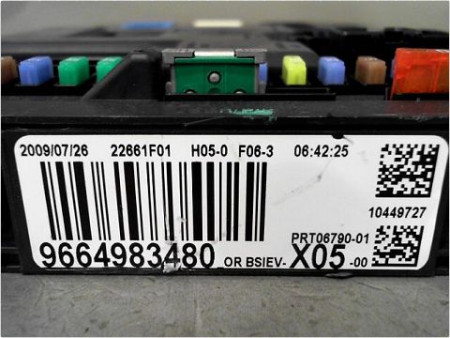 2009/07/26 22661F01 H05-0 F06-3 06:42:25
10449727
PRT06790-01
9664983480 OR BSIEV- X05 -00